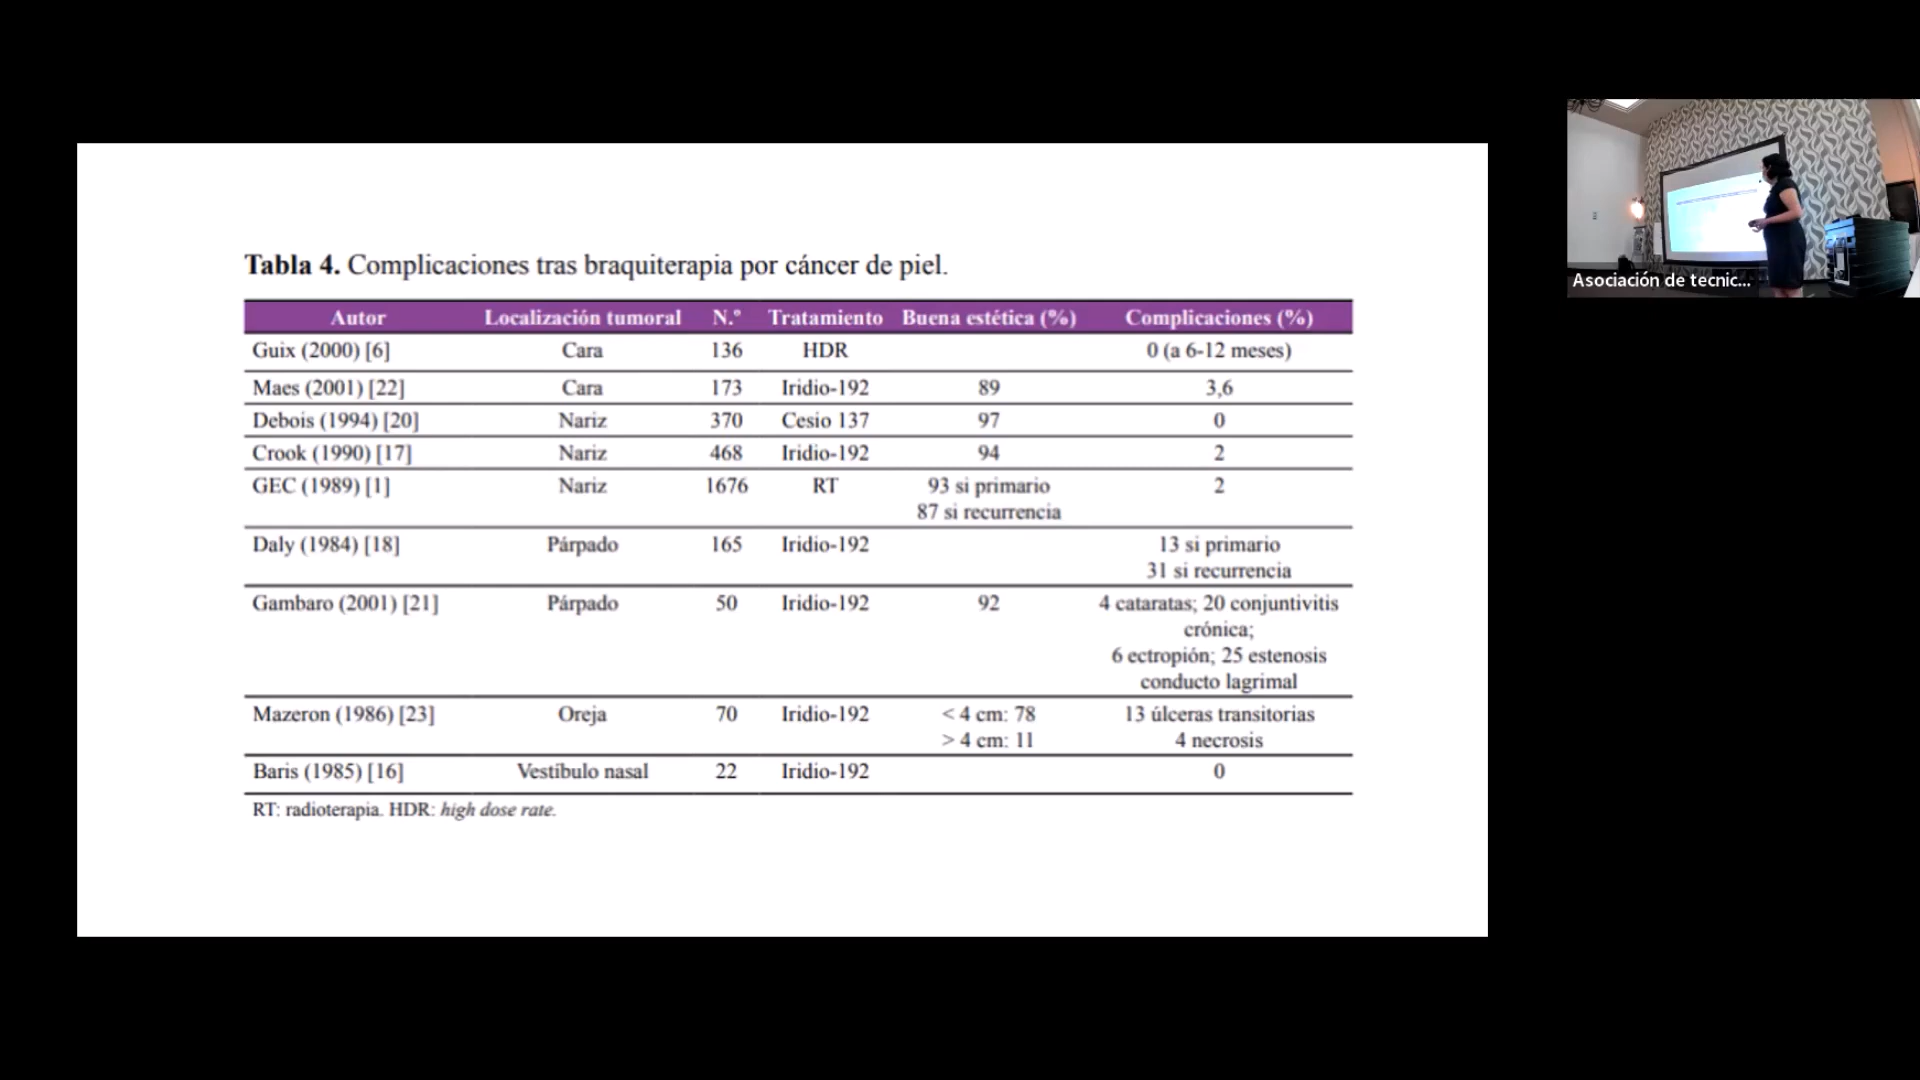 Tabla 4. Complicaciones tras braquiterapia por cáncer de piel.
Autor Localización tumoral N.º Tratamiento Buena estética (%) Complicaciones (%)
Guix (2000) [6] Cara 136 HDR 0 (a 6-12 meses)
Maes (2001) [22] Cara 173 Iridio-192 89 3,6
Debois (1994) [20] Nariz 370 Cesio 137 97 0
Crook (1990) [17] Nariz 468 Iridio-192 94 2
GEC (1989) [1] Nariz 1676 RT 93 si primario 2
87 si recurrencia
Daly (1984) [18] Párpado 165 Iridio-192 13 si primario
31 si recurrencia
Gambaro (2001) [21] Párpado 50 Iridio-192 92 4 cataratas; 20 conjuntivitis
crónica;
6 ectropión; 25 estenosis
conducto lagrimal
Mazeron (1986) [23] Oreja 70 Iridio-192 < 4 cm: 78 13 úlceras transitorias
> 4 cm: 11 4 necrosis
Baris (1985) [16] Vestíbulo nasal 22 Iridio-192 0
RT: radioterapia. HDR: high dose rate.
Asociación de tecnic...